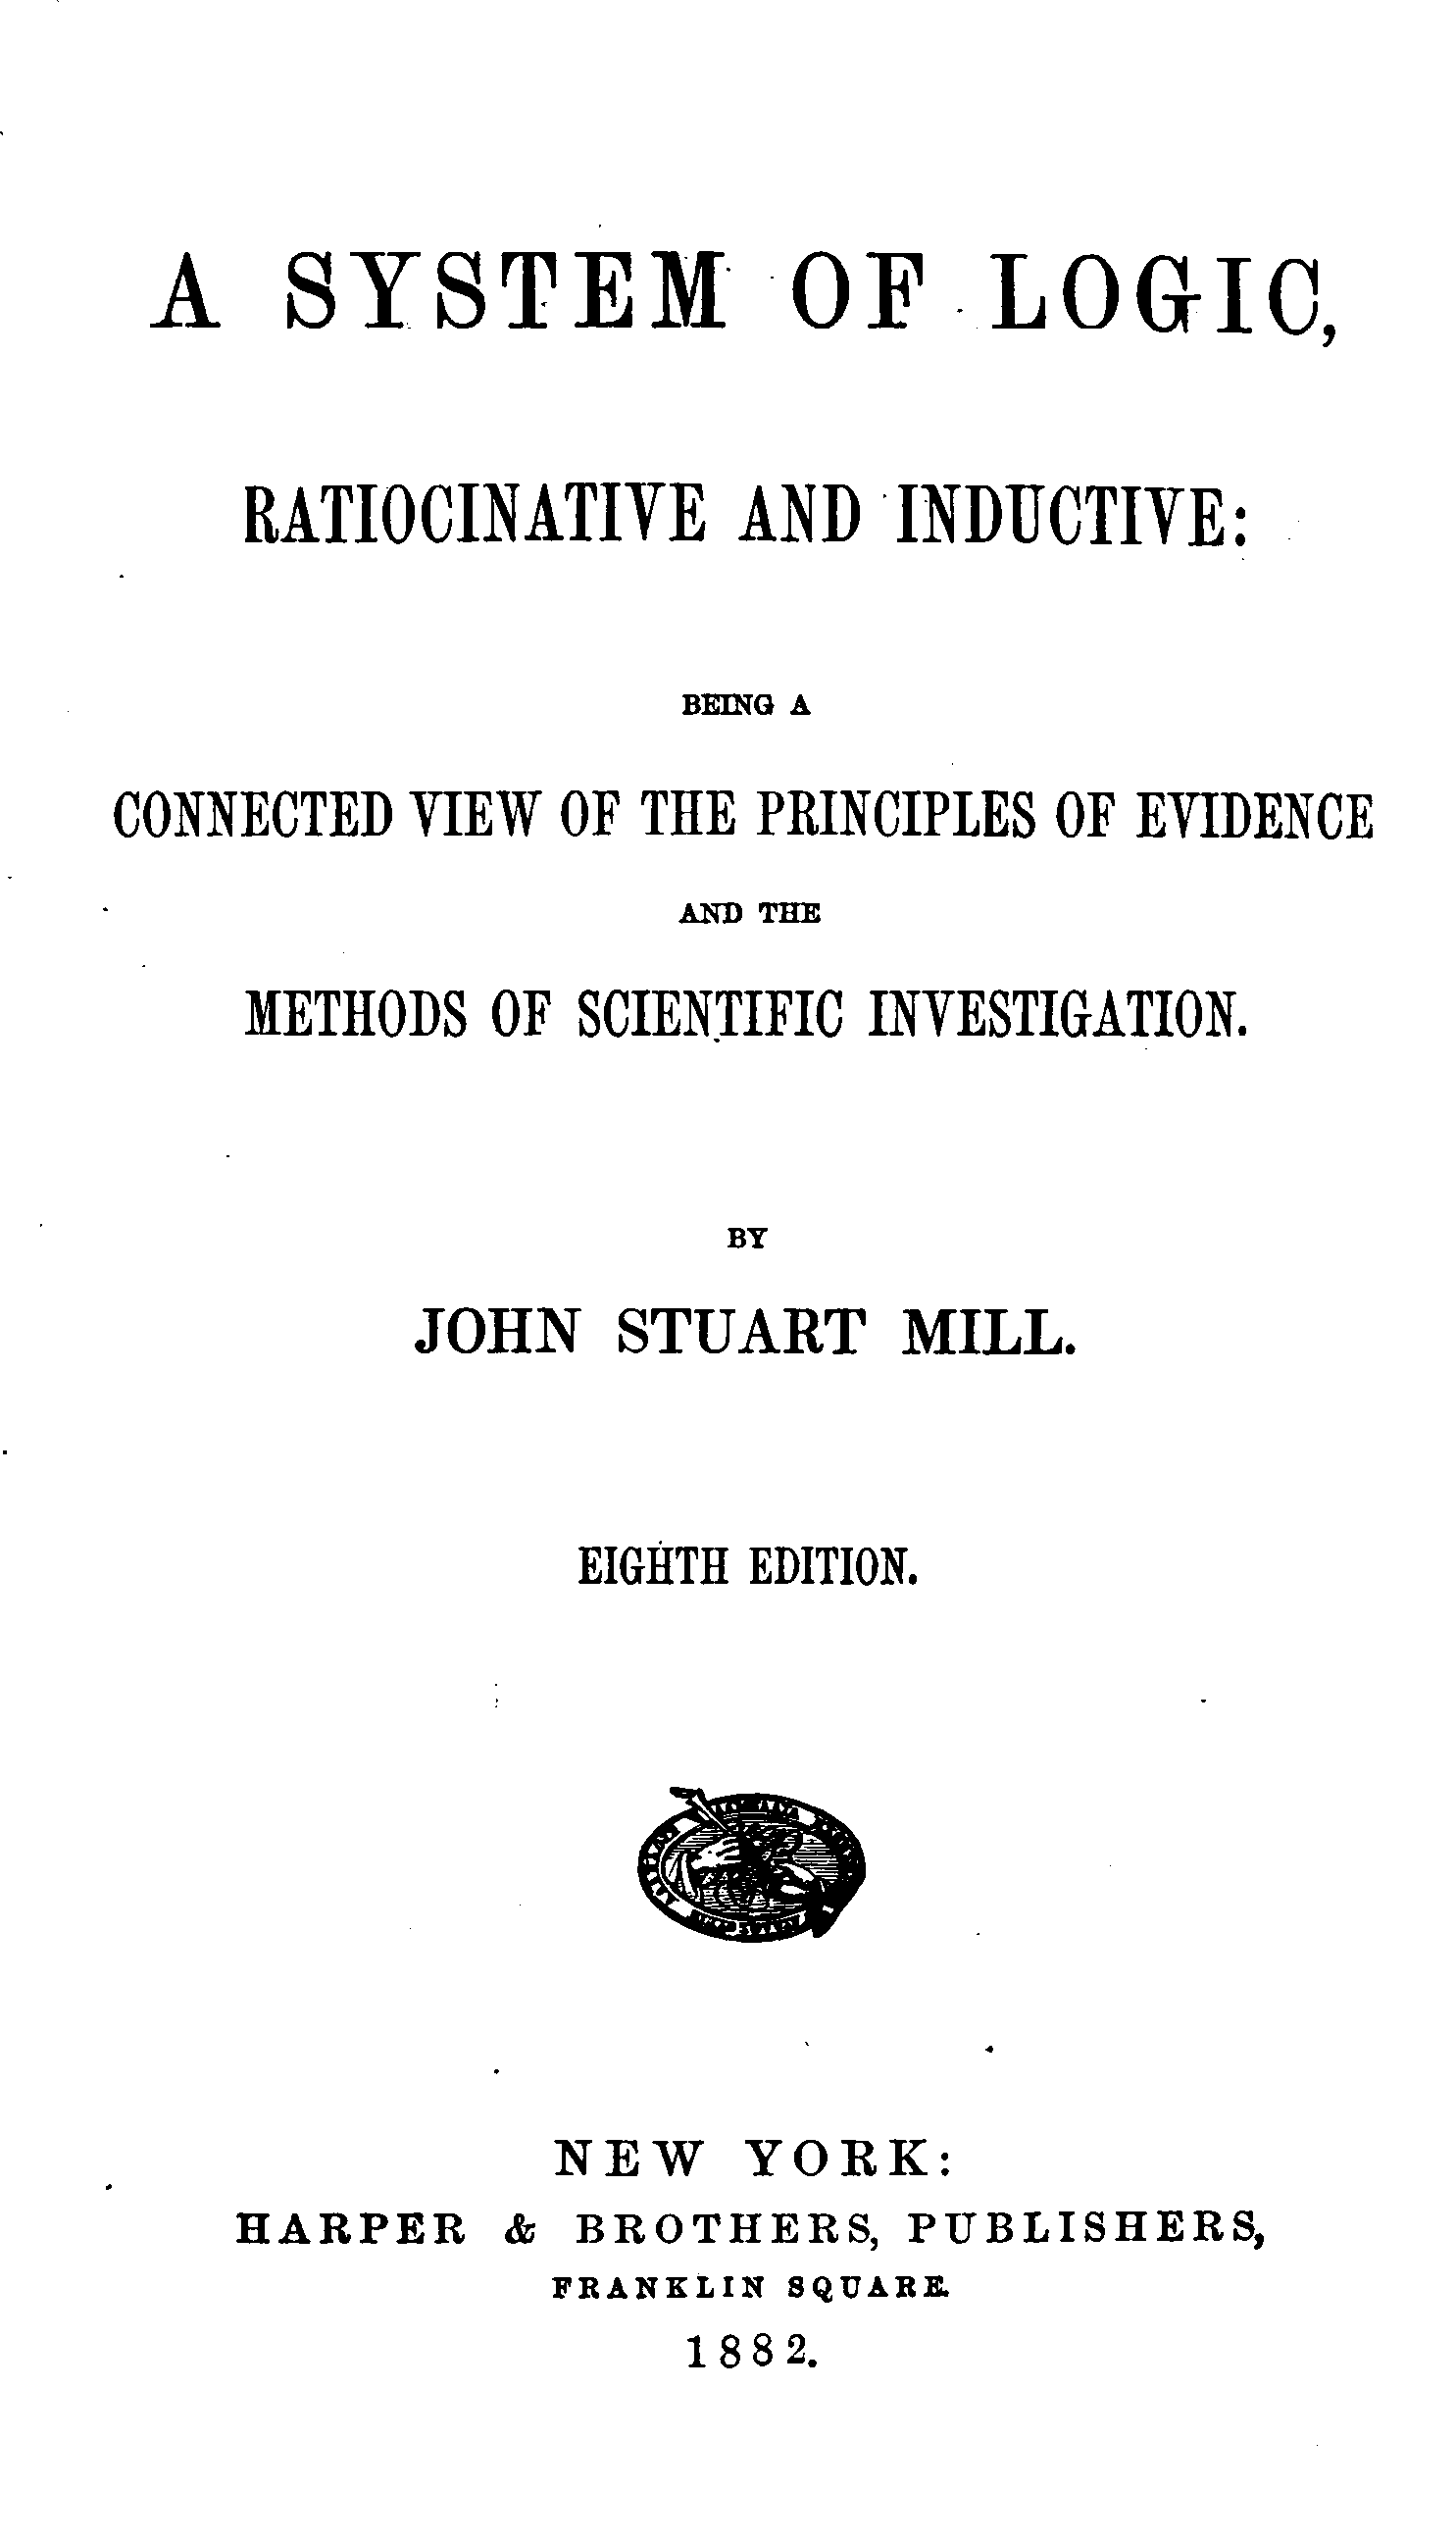 A SYSTEM OF LOGIC,
RATIOCINATIVE AND INDUCTIVE:
BEING A
CONNECTED VIEW OF THE PRINCIPLES OF EVIDENCE
AND THE
METHODS OF SCIENTIFIC INVESTIGATION.
BY
JOHN STUART MILL.
EIGHTH EDITION.
NEW YORK:
HARPER & BROTHERS, PUBLISHERS,
FRANKLIN SQUARE.
1882.